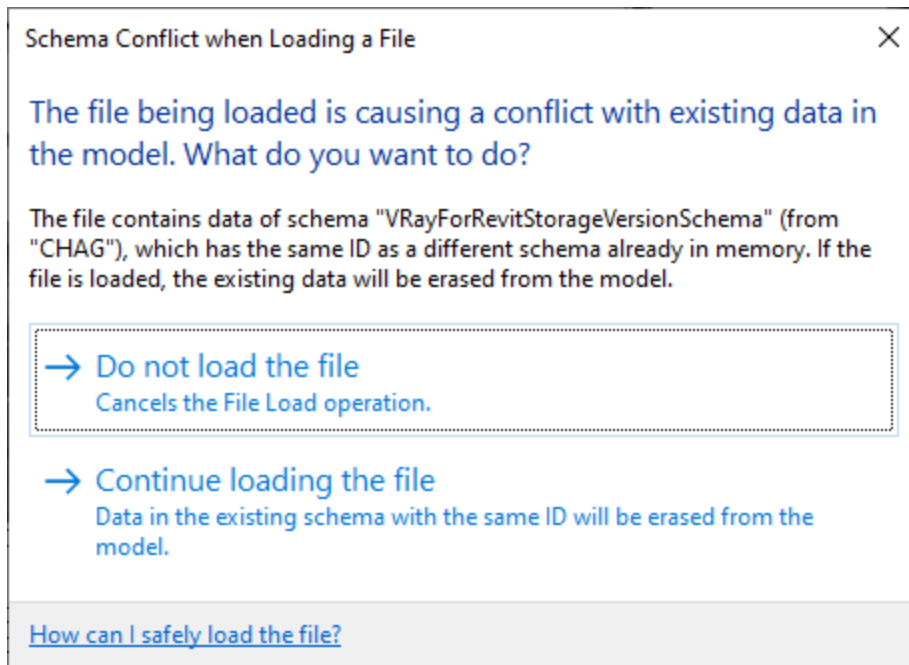 Schema Conflict when Loading a File
The file being loaded is causing a conflict with existing data in
the model. What do you want to do?
The file contains data of schema "VRayForRevitStorageVersionSchema" (from
"CHAG"), which has the same ID as a different schema already in memory. If the
file is loaded, the existing data will be erased from the model.
Do not load the file
Cancels the File Load operation.
Continue loading the file
Data in the existing schema with the same ID will be erased from the
model.
How can I safely load the file?